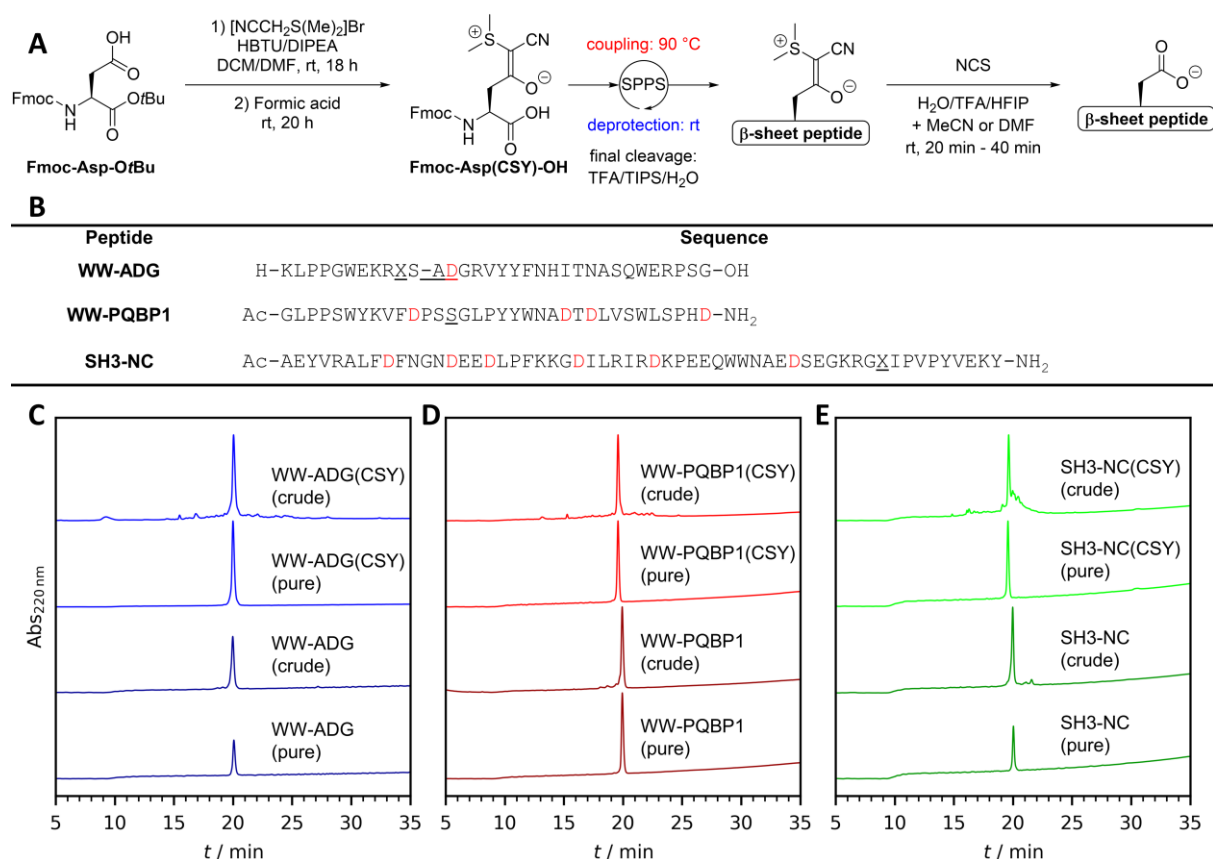 A
OH
O
Fmoc
N
H
OtBu
O
Fmoc-Asp-OtBu
1) [NCCH2S(Me)2]Br
HBTU/DIPEA
DCM/DMF, rt, 18 h
2) Formic acid
rt, 20 h
S+
CN
O−
OH
Fmoc
N
H
O
Fmoc-Asp(CSY)-OH
coupling: 90 °C
SPPS
deprotection: rt
final cleavage:
TFA/TIPS/H2O
S+
CN
O−
β-sheet peptide
NCS
H2O/TFA/HFIP
+ MeCN or DMF
rt, 20 min - 40 min
O
O−
β-sheet peptide
B
Peptide Sequence
WW-ADG H-KLPPGWEKRXS-ADGRVYYFNHITNASQWERPSG-OH
WW-PQBP1 Ac-GLPPSWYKVFDPSSGLPYYWNADTDLVSWLSPHD-NH2
SH3-NC Ac-AEYVRALFDFNGNDEEDLPFKKGDILRIRDKPEEQWWNAEDSEGKRGXIPVPYVEKY-NH2
C
WW-ADG(CSY)
(crude)
WW-ADG(CSY)
(pure)
WW-ADG
(crude)
WW-ADG
(pure)
Abs220 nm
5 10 15 20 25 30 35
t / min
D
WW-PQBP1(CSY)
(crude)
WW-PQBP1(CSY)
(pure)
WW-PQBP1
(crude)
WW-PQBP1
(pure)
5 10 15 20 25 30 35
t / min
E
SH3-NC(CSY)
(crude)
SH3-NC(CSY)
(pure)
SH3-NC
(crude)
SH3-NC
(pure)
5 10 15 20 25 30 35
t / min